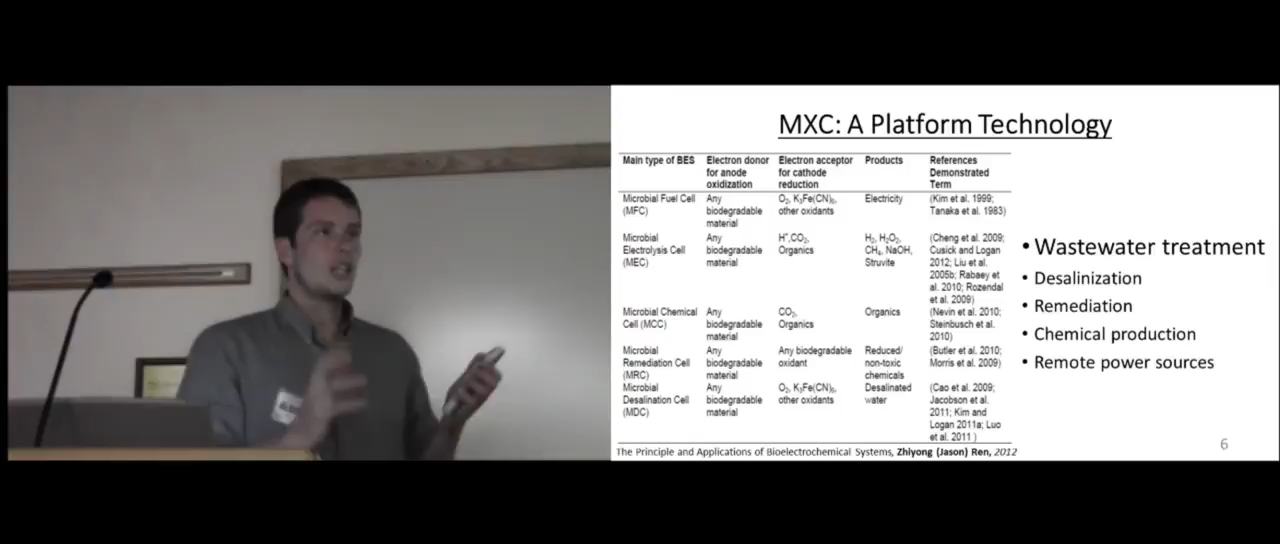 MXC: A Platform Technology
Main type of BES
Electron donor
for anode
oxidization
Electron acceptor
for cathode
reduction
Products
References
Demonstrated
Term
Microbial Fuel Cell
(MFC)
Any
biodegradable
material
O₂, K₃Fe(CN)₆,
other oxidants
Electricity
(Kim et al. 1999;
Tanaka et al. 1983)
Microbial
Electrolysis Cell
(MEC)
Any
biodegradable
material
H⁺,CO₂,
Organics
H₂, H₂O₂,
CH₄, NaOH,
Struvite
(Cheng et al. 2009;
Cusick and Logan
2012; Liu et al.
2005b; Rabaey et
al. 2010; Rozendal
et al. 2009)
Microbial Chemical
Cell (MCC)
Any
biodegradable
material
CO₂,
Organics
Organics
(Nevin et al. 2010;
Steinbusch et al.
2010)
Microbial
Remediation Cell
(MRC)
Any
biodegradable
material
Any biodegradable
oxidant
Reduced/
non-toxic
chemicals
(Butler et al. 2010;
Morris et al. 2009)
Microbial
Desalination Cell
(MDC)
Any
biodegradable
material
O₂, K₃Fe(CN)₆,
other oxidants
Desalinated
water
(Cao et al. 2009;
Jacobson et al.
2011; Kim and
Logan 2011a; Luo
et al. 2011 )
The Principle and Applications of Bioelectrochemical Systems, Zhiyong (Jason) Ren, 2012
• Wastewater treatment
• Desalinization
• Remediation
• Chemical production
• Remote power sources
6